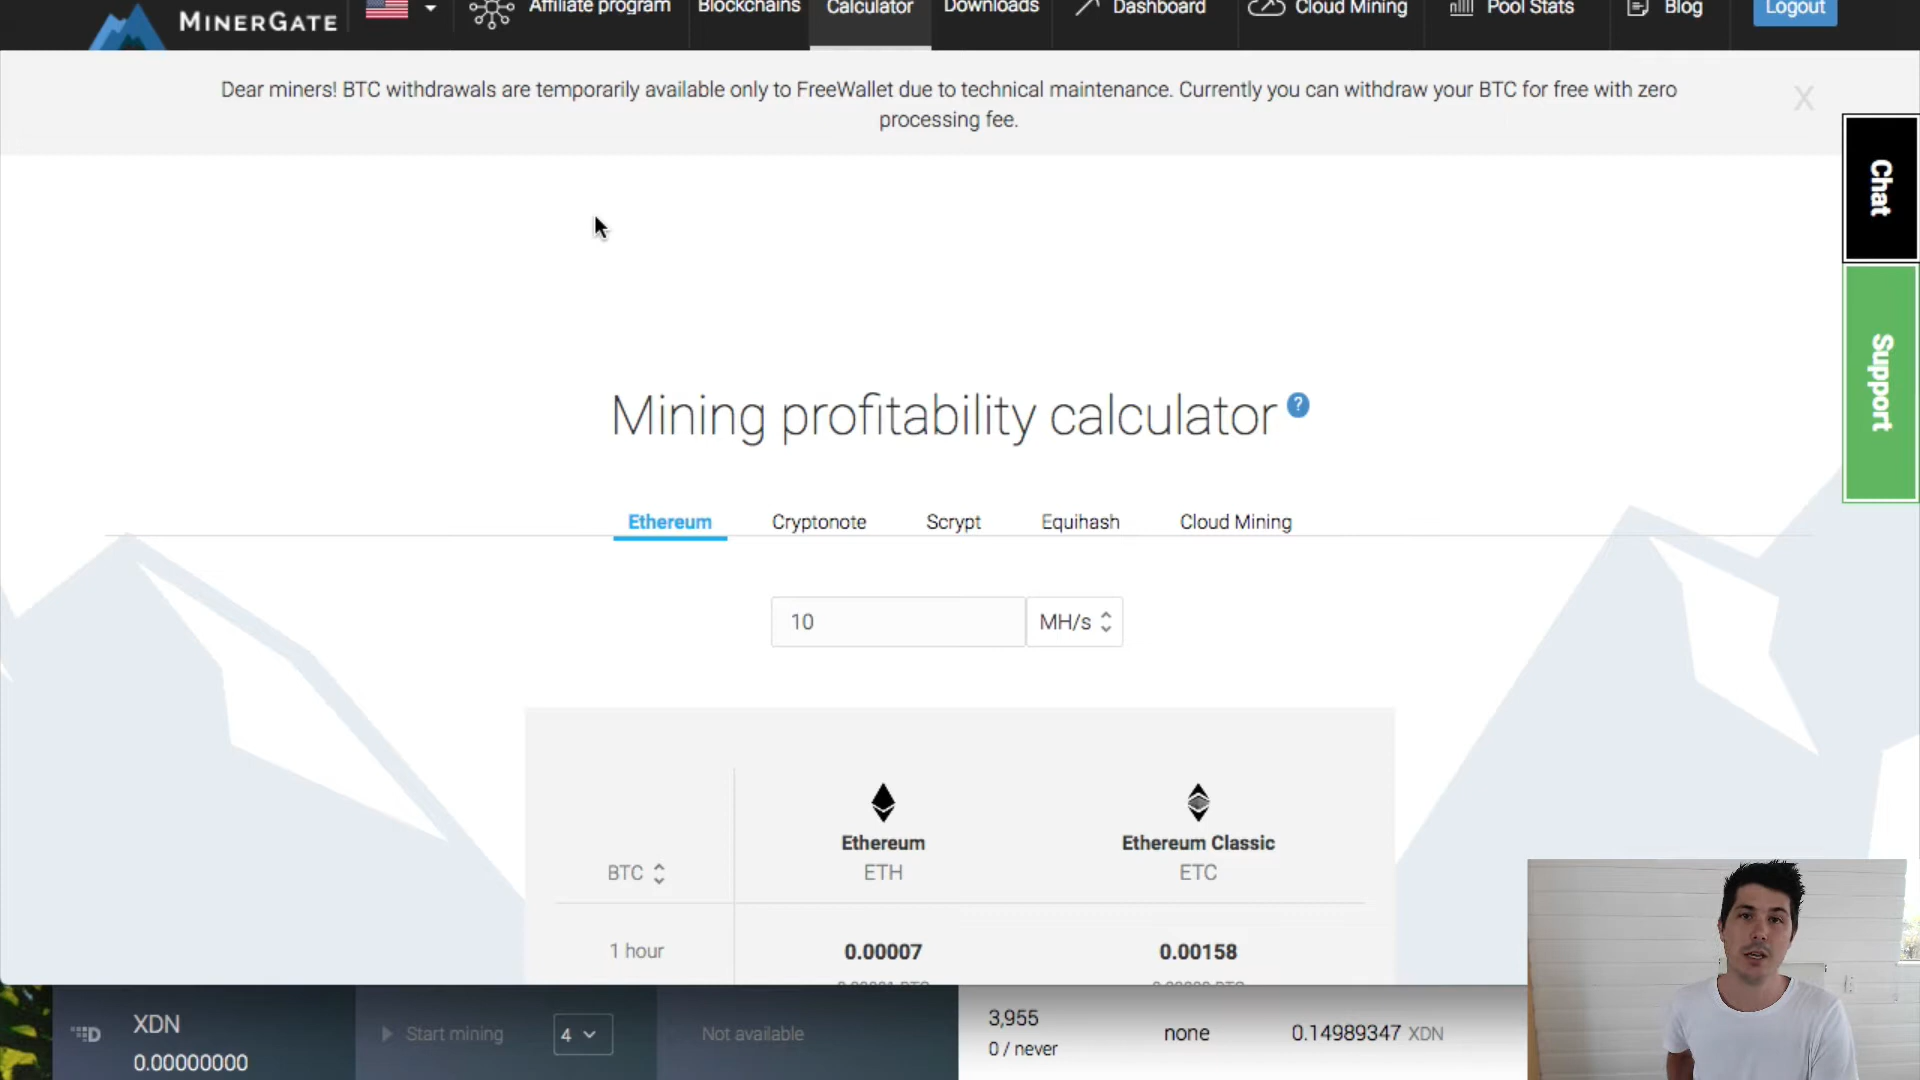 MINERGATE
Affiliate program
Blockchains
Calculator
Downloads
Dashboard
Cloud Mining
Pool Stats
Blog
Logout
Dear miners! BTC withdrawals are temporarily available only to FreeWallet due to technical maintenance. Currently you can withdraw your BTC for free with zero
processing fee.
X
Chat
Support
Mining profitability calculator ?
Ethereum
Cryptonote
Scrypt
Equihash
Cloud Mining
10
MH/s
BTC
Ethereum
ETH
Ethereum Classic
ETC
1 hour
0.00007
0.00158
XDN
0.00000000
Start mining
4
Not available
3,955
0 / never
none
0.14989347 XDN